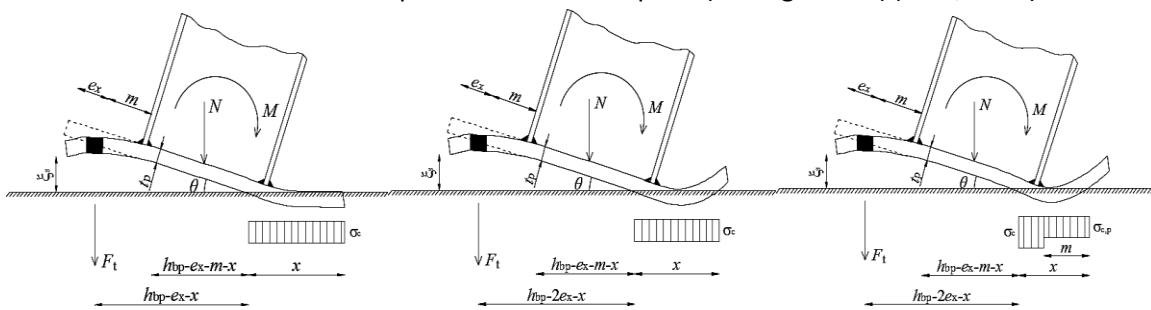 eₓ m N M
ξ tp θ
σc
Ft
hbp-eₓ-m-x x
hbp-eₓ-x
eₓ m N M
ξ tp θ
σc
Ft
hbp-eₓ-m-x x
hbp-2eₓ-x
eₓ m N M
ξ tp θ
σc σc,p
m
Ft
hbp-eₓ-m-x x
hbp-2eₓ-x